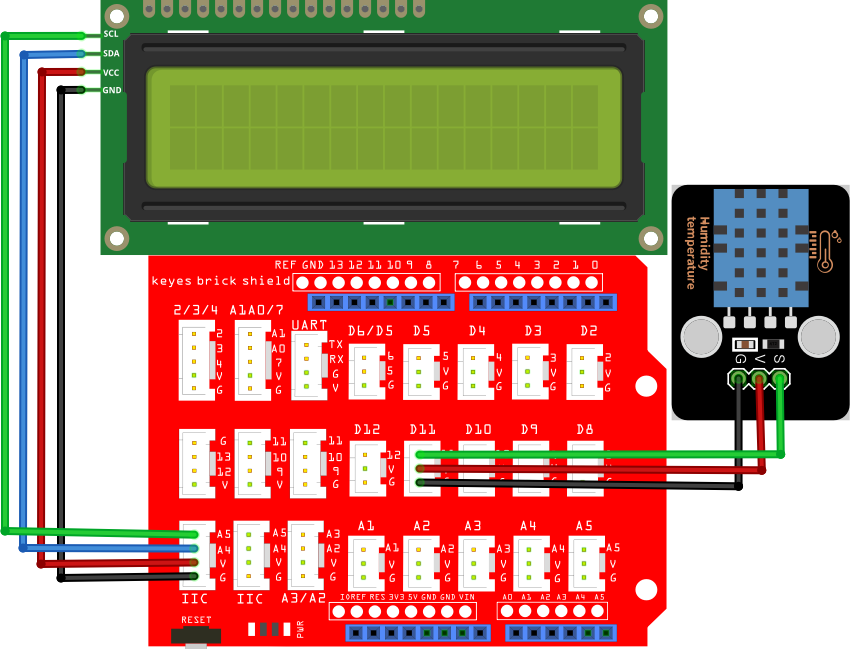 SCL
SDA
VCC
GND
Humidity
temperature
G V S
REF GND 13 12 11 10 9 8 7 6 5 4 3 2 1 0
keyes brick shield
2/3/4 A1A0/7 UART D6/D5 D5 D4 D3 D2
2
3
4
V
G
A1
A0
7
V
G
TX
RX
G
V
6
5
G
5
V
G
4
V
G
3
V
G
2
V
G
D12 D11 D10 D9 D8
G
13
12
V
11
10
9
V
11
10
9
G
12
V
G
A1 A2 A3 A4 A5
A5
A4
V
G
A5
A4
V
G
A3
A2
V
G
A1
V
G
A2
V
G
A3
V
G
A4
V
G
A5
V
G
IIC IIC A3/A2
IOREF RES 3V3 5V GND GND VIN A0 A1 A2 A3 A4 A5
RESET
PWR